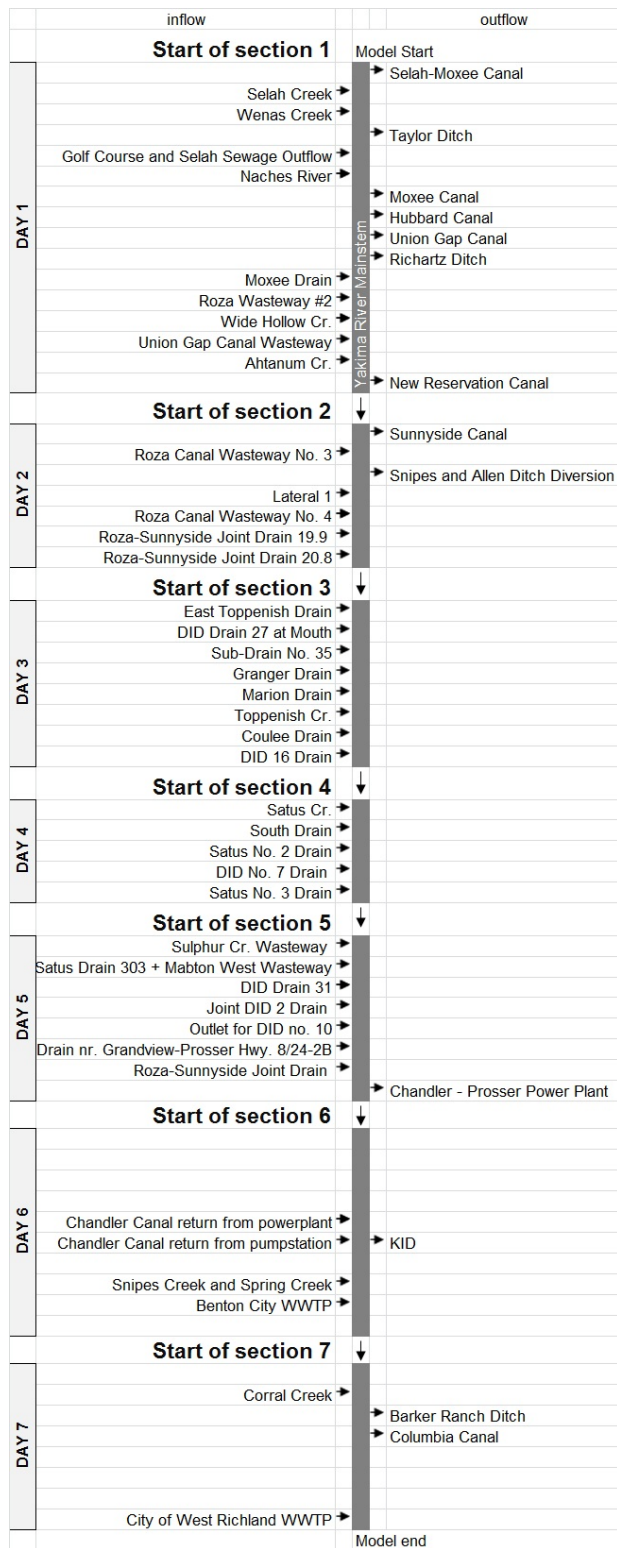 inflow outflow
Start of section 1 Model Start
Selah-Moxee Canal
Selah Creek
Wenas Creek
Taylor Ditch
Golf Course and Selah Sewage Outflow
Naches River
Moxee Canal
Hubbard Canal
Union Gap Canal
Richartz Ditch
DAY 1
Yakima River Mainstem
Moxee Drain
Roza Wasteway #2
Wide Hollow Cr.
Union Gap Canal Wasteway
Ahtanum Cr.
New Reservation Canal
Start of section 2
Sunnyside Canal
Roza Canal Wasteway No. 3
DAY 2
Snipes and Allen Ditch Diversion
Lateral 1
Roza Canal Wasteway No. 4
Roza-Sunnyside Joint Drain 19.9
Roza-Sunnyside Joint Drain 20.8
Start of section 3
East Toppenish Drain
DID Drain 27 at Mouth
Sub-Drain No. 35
Granger Drain
DAY 3
Marion Drain
Toppenish Cr.
Coulee Drain
DID 16 Drain
Start of section 4
Satus Cr.
South Drain
DAY 4
Satus No. 2 Drain
DID No. 7 Drain
Satus No. 3 Drain
Start of section 5
Sulphur Cr. Wasteway
Satus Drain 303 + Mabton West Wasteway
DID Drain 31
DAY 5
Joint DID 2 Drain
Outlet for DID no. 10
Drain nr. Grandview-Prosser Hwy. 8/24-2B
Roza-Sunnyside Joint Drain
Chandler - Prosser Power Plant
Start of section 6
DAY 6
Chandler Canal return from powerplant
Chandler Canal return from pumpstation KID
Snipes Creek and Spring Creek
Benton City WWTP
Start of section 7
Corral Creek
Barker Ranch Ditch
Columbia Canal
DAY 7
City of West Richland WWTP
Model end